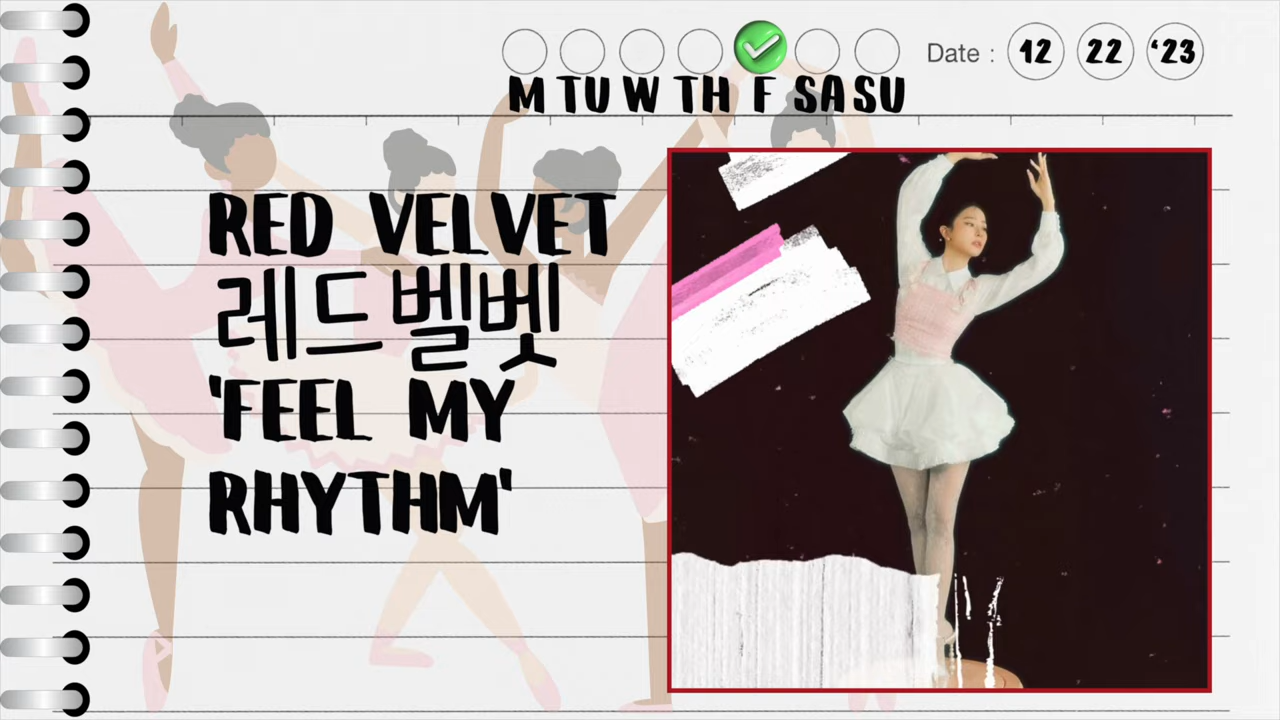 Date : 12 22 '23
M TU W TH F SA SU
RED VELVET
레드벨벳
'FEEL MY
RHYTHM'